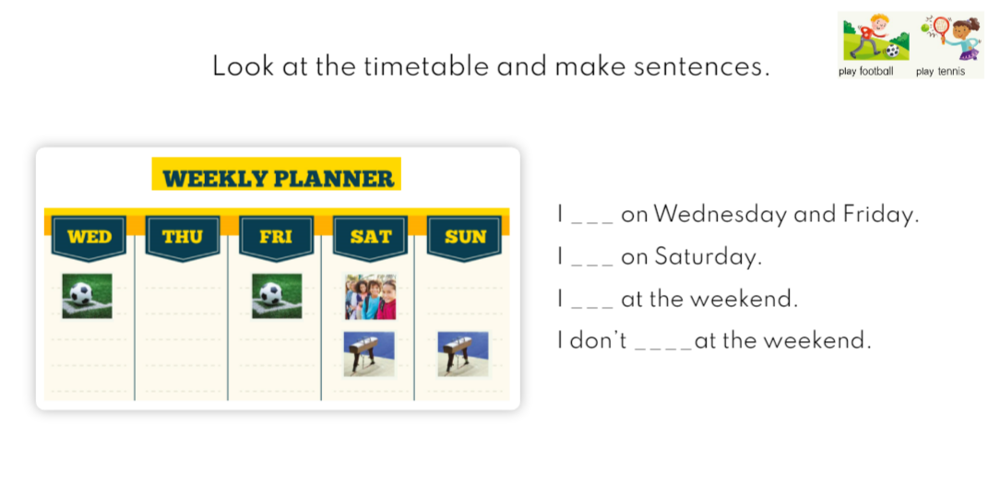 play football
play tennis
Look at the timetable and make sentences.
WEEKLY PLANNER
WED
THU
FRI
SAT
SUN
I ___ on Wednesday and Friday.
I ___ on Saturday.
I ___ at the weekend.
I don't ____at the weekend.